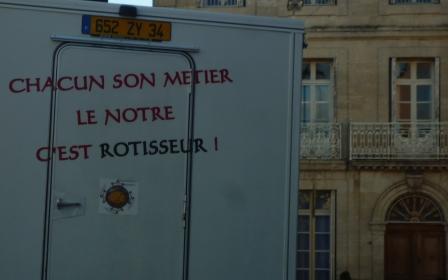 652 ZY 34
CHACUN SON METIER
LE NOTRE
C'EST ROTISSEUR !